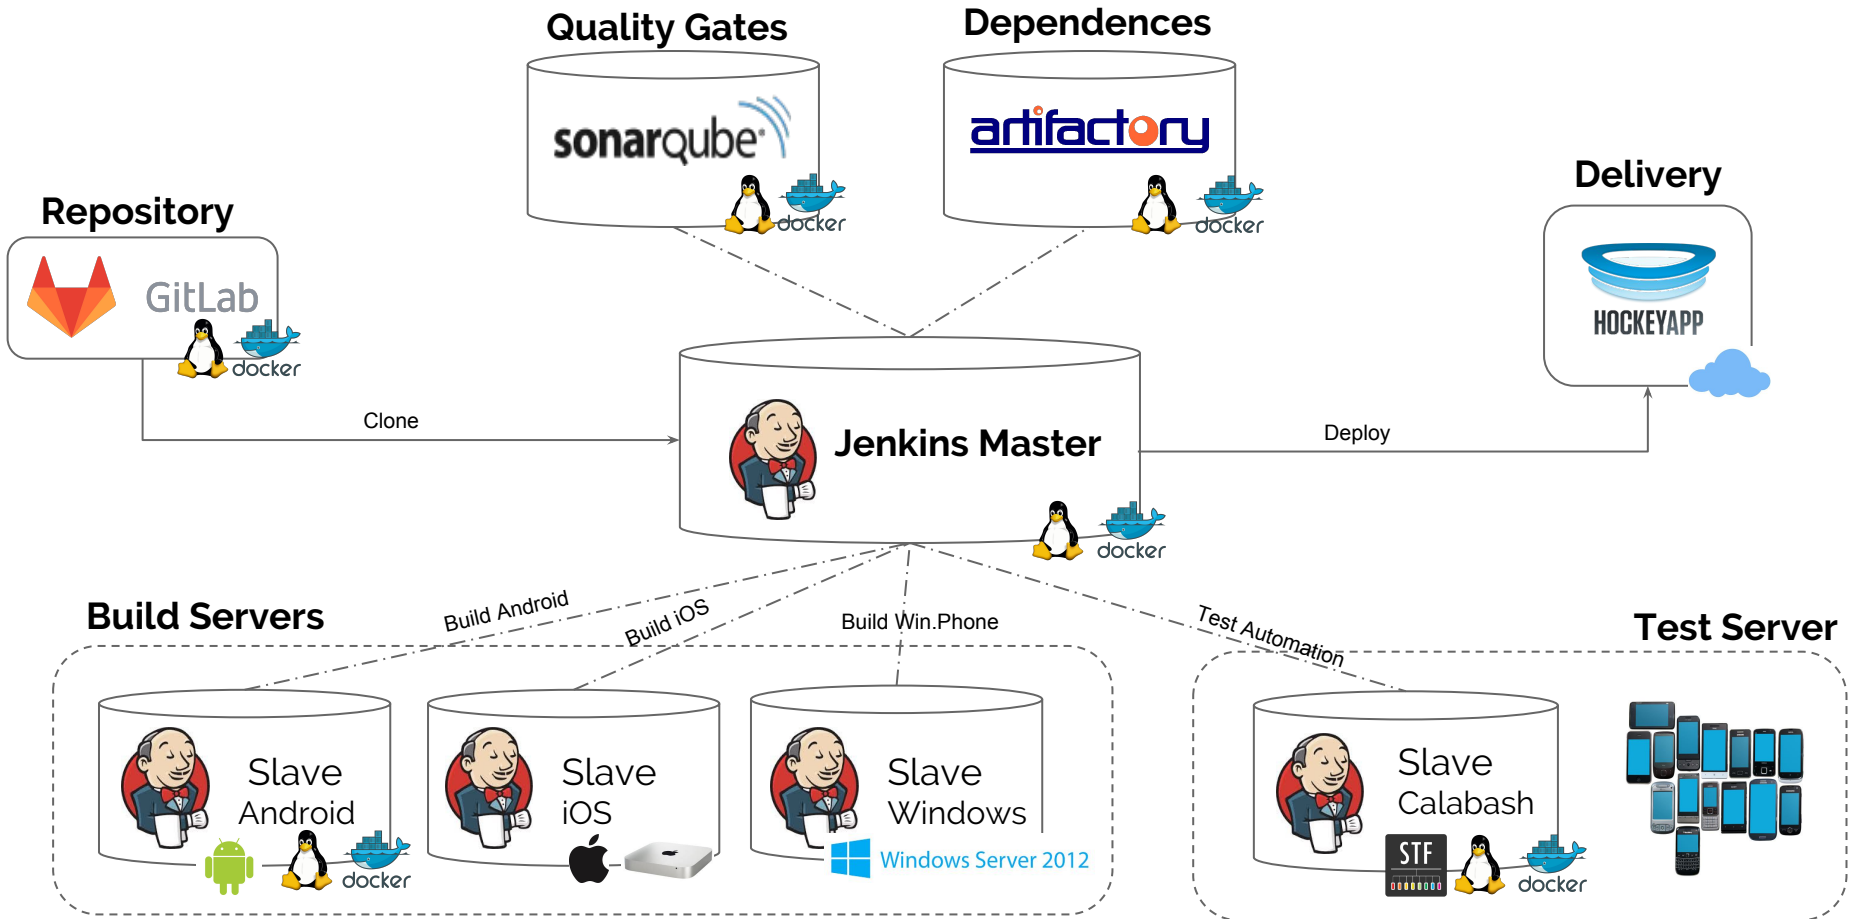 Quality Gates
Dependences
sonarqube
artifactory
docker
docker
Delivery
Repository
HOCKEYAPP
GitLab
docker
Clone
Jenkins Master
Deploy
docker
Build Servers
Build Android
Build iOS
Build Win.Phone
Test Automation
Test Server
Slave
Android
docker
Slave
iOS
Slave
Windows
Windows Server 2012
Slave
Calabash
STF
docker